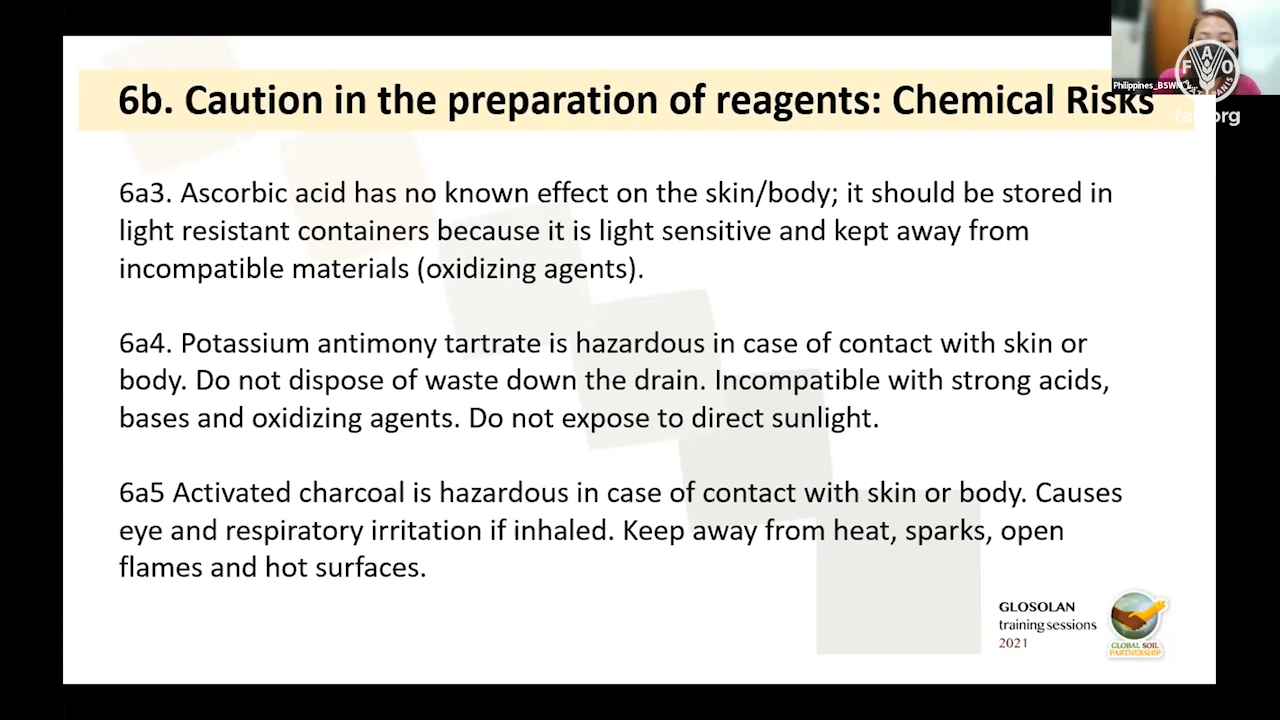 6b. Caution in the preparation of reagents: Chemical Risks
Philippines_BSWM
FAO
fao.org
6a3. Ascorbic acid has no known effect on the skin/body; it should be stored in
light resistant containers because it is light sensitive and kept away from
incompatible materials (oxidizing agents).
6a4. Potassium antimony tartrate is hazardous in case of contact with skin or
body. Do not dispose of waste down the drain. Incompatible with strong acids,
bases and oxidizing agents. Do not expose to direct sunlight.
6a5 Activated charcoal is hazardous in case of contact with skin or body. Causes
eye and respiratory irritation if inhaled. Keep away from heat, sparks, open
flames and hot surfaces.
GLOSOLAN
training sessions
2021
GLOBAL SOIL
PARTNERSHIP